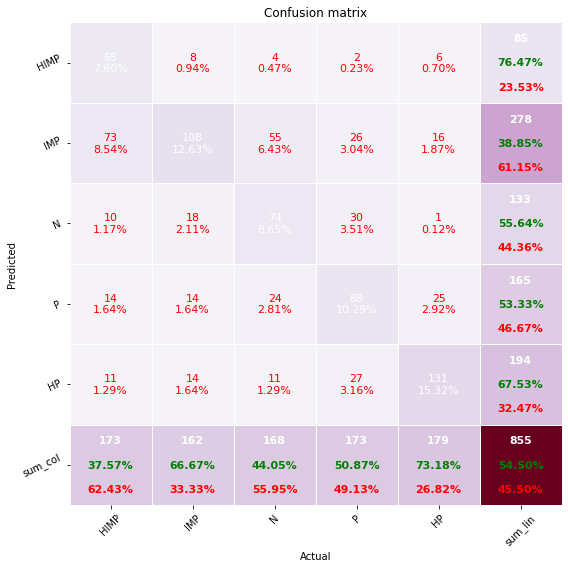 Confusion matrix
HIMP
65 8 4 2 6 85
7.60% 0.94% 0.47% 0.23% 0.70% 76.47%
23.53%
IMP
73 108 55 26 16 278
8.54% 12.63% 6.43% 3.04% 1.87% 38.85%
61.15%
N
10 18 74 30 1 133
1.17% 2.11% 8.65% 3.51% 0.12% 55.64%
44.36%
Predicted
P
14 14 24 88 25 165
1.64% 1.64% 2.81% 10.29% 2.92% 53.33%
46.67%
HP
11 14 11 27 131 194
1.29% 1.64% 1.29% 3.16% 15.32% 67.53%
32.47%
sum_col
173 162 168 173 179 855
37.57% 66.67% 44.05% 50.87% 73.18% 54.50%
62.43% 33.33% 55.95% 49.13% 26.82% 45.50%
HIMP IMP N P HP sum_lin
Actual